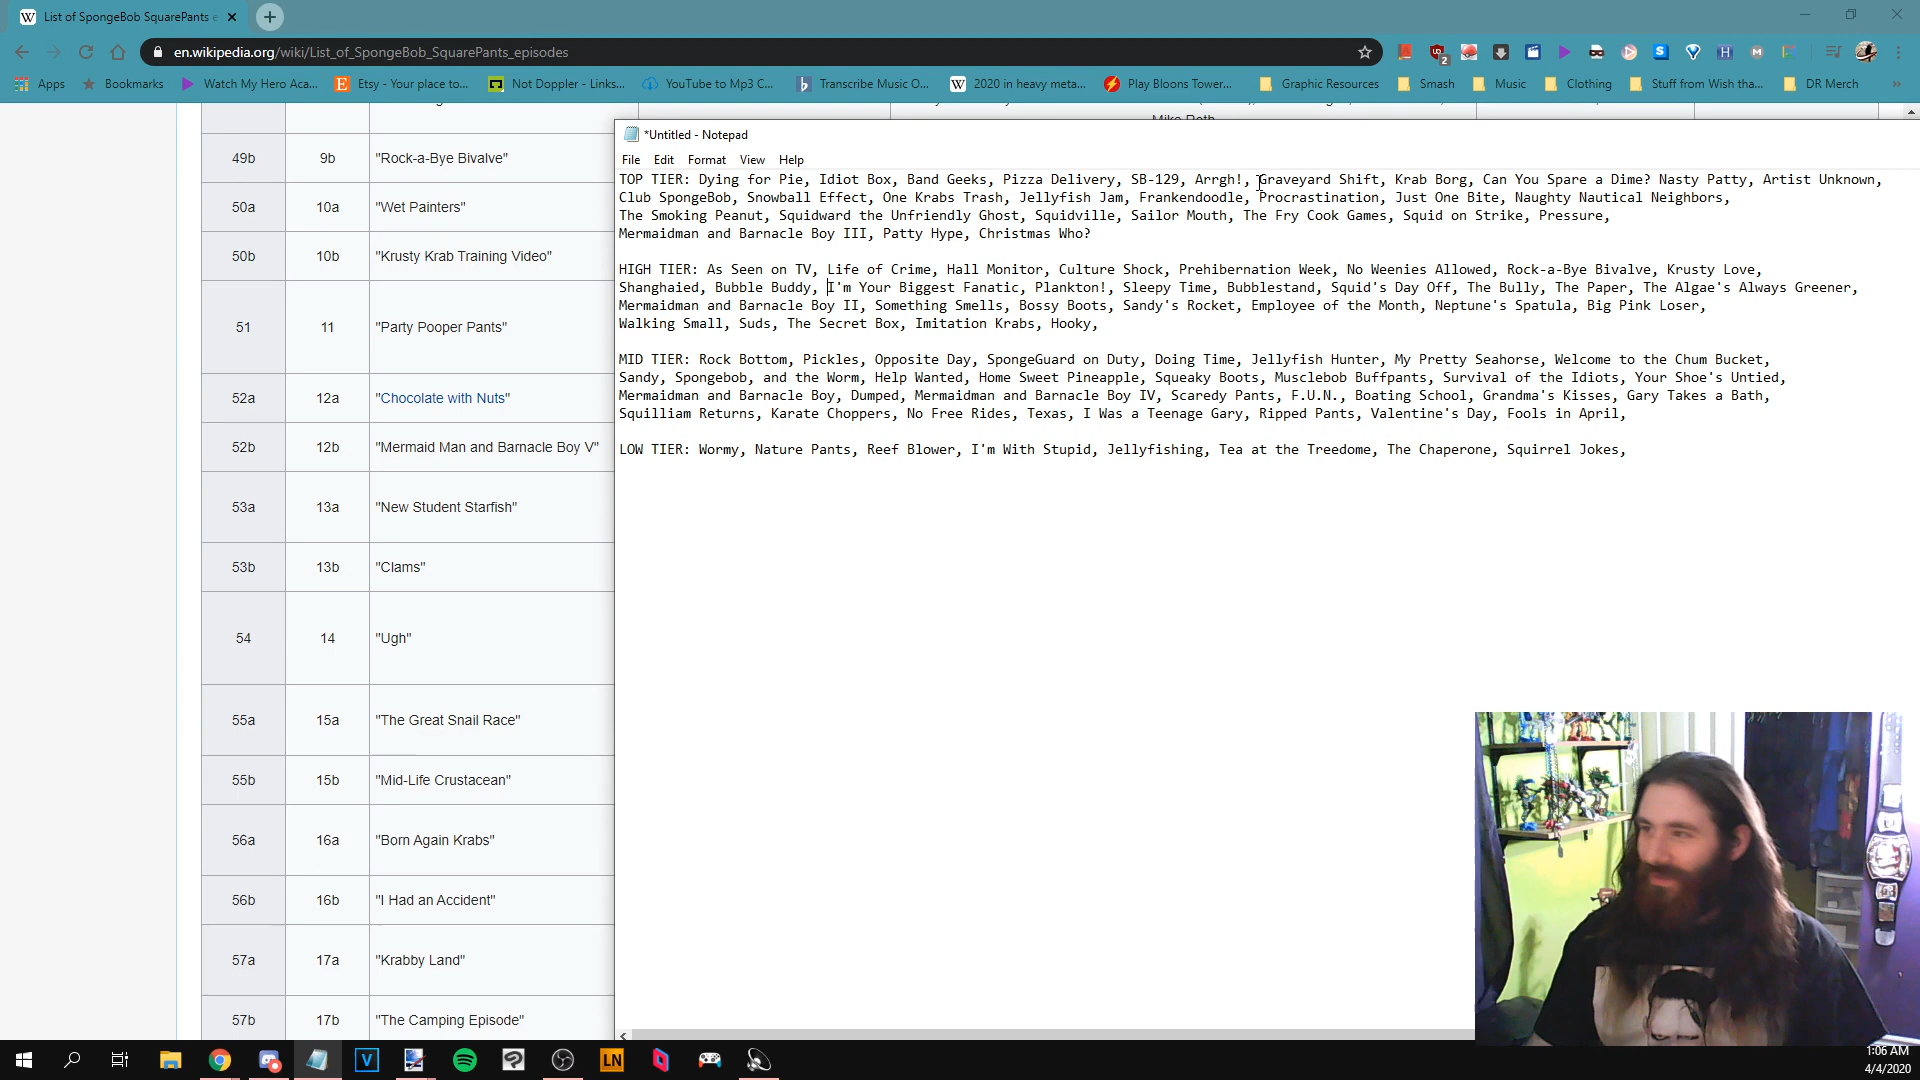 List of SpongeBob SquarePants e
en.wikipedia.org/wiki/List_of_SpongeBob_SquarePants_episodes
2
Apps
Bookmarks
Watch My Hero Aca...
Etsy - Your place to...
Not Doppler - Links...
YouTube to Mp3 C...
Transcribe Music O...
2020 in heavy meta...
Play Bloons Tower...
Graphic Resources
Smash
Music
Clothing
Stuff from Wish tha...
DR Merch
»
49b 9b "Rock-a-Bye Bivalve"
50a 10a "Wet Painters"
50b 10b "Krusty Krab Training Video"
51 11 "Party Pooper Pants"
52a 12a "Chocolate with Nuts"
52b 12b "Mermaid Man and Barnacle Boy V"
53a 13a "New Student Starfish"
53b 13b "Clams"
54 14 "Ugh"
55a 15a "The Great Snail Race"
55b 15b "Mid-Life Crustacean"
56a 16a "Born Again Krabs"
56b 16b "I Had an Accident"
57a 17a "Krabby Land"
57b 17b "The Camping Episode"
*Untitled - Notepad
File Edit Format View Help
TOP TIER: Dying for Pie, Idiot Box, Band Geeks, Pizza Delivery, SB-129, Arrgh!, Graveyard Shift, Krab Borg, Can You Spare a Dime? Nasty Patty, Artist Unknown,
Club SpongeBob, Snowball Effect, One Krabs Trash, Jellyfish Jam, Frankendoodle, Procrastination, Just One Bite, Naughty Nautical Neighbors,
The Smoking Peanut, Squidward the Unfriendly Ghost, Squidville, Sailor Mouth, The Fry Cook Games, Squid on Strike, Pressure,
Mermaidman and Barnacle Boy III, Patty Hype, Christmas Who?
HIGH TIER: As Seen on TV, Life of Crime, Hall Monitor, Culture Shock, Prehibernation Week, No Weenies Allowed, Rock-a-Bye Bivalve, Krusty Love,
Shanghaied, Bubble Buddy, I'm Your Biggest Fanatic, Plankton!, Sleepy Time, Bubblestand, Squid's Day Off, The Bully, The Paper, The Algae's Always Greener,
Mermaidman and Barnacle Boy II, Something Smells, Bossy Boots, Sandy's Rocket, Employee of the Month, Neptune's Spatula, Big Pink Loser,
Walking Small, Suds, The Secret Box, Imitation Krabs, Hooky,
MID TIER: Rock Bottom, Pickles, Opposite Day, SpongeGuard on Duty, Doing Time, Jellyfish Hunter, My Pretty Seahorse, Welcome to the Chum Bucket,
Sandy, Spongebob, and the Worm, Help Wanted, Home Sweet Pineapple, Squeaky Boots, Musclebob Buffpants, Survival of the Idiots, Your Shoe's Untied,
Mermaidman and Barnacle Boy, Dumped, Mermaidman and Barnacle Boy IV, Scaredy Pants, F.U.N., Boating School, Grandma's Kisses, Gary Takes a Bath,
Squilliam Returns, Karate Choppers, No Free Rides, Texas, I Was a Teenage Gary, Ripped Pants, Valentine's Day, Fools in April,
LOW TIER: Wormy, Nature Pants, Reef Blower, I'm With Stupid, Jellyfishing, Tea at the Treedome, The Chaperone, Squirrel Jokes,
LN
1:06 AM
4/4/2020